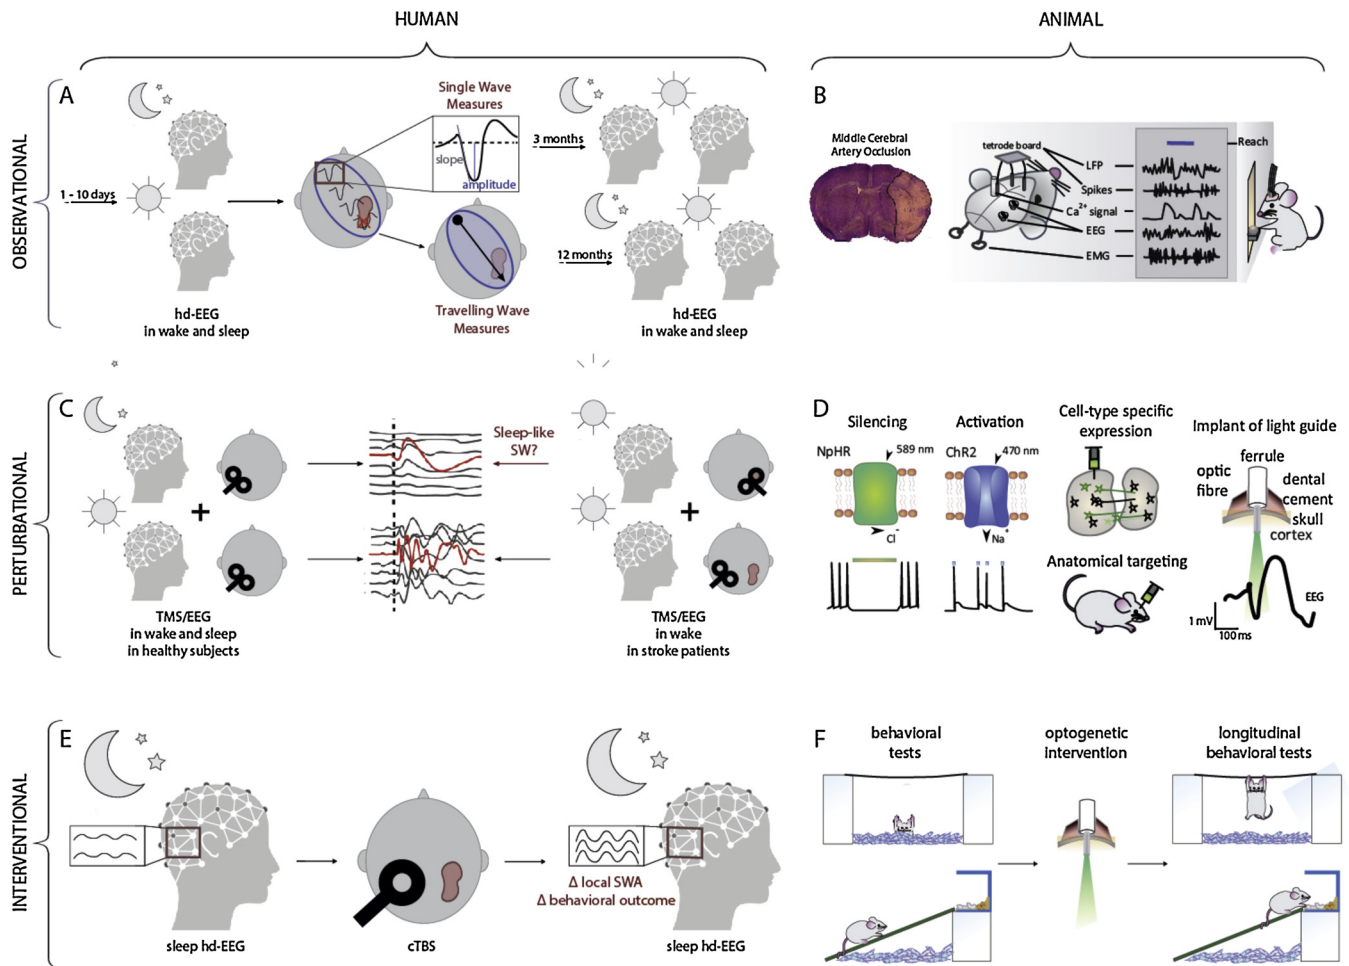 HUMAN
ANIMAL
OBSERVATIONAL
A
1 - 10 days
hd-EEG
in wake and sleep
Single Wave
Measures
slope
amplitude
Travelling Wave
Measures
3 months
12 months
hd-EEG
in wake and sleep
B
Middle Cerebral
Artery Occlusion
tetrode board
LFP
Spikes
Ca2+ signal
EEG
EMG
Reach
PERTURBATIONAL
C
TMS/EEG
in wake and sleep
in healthy subjects
Sleep-like
SW?
TMS/EEG
in wake
in stroke patients
D
Silencing
NpHR
589 nm
Cl-
Activation
ChR2
470 nm
Na+
Cell-type specific
expression
Anatomical targeting
Implant of light guide
ferrule
optic
fibre
dental
cement
skull
cortex
EEG
1 mV
100 ms
INTERVENTIONAL
E
sleep hd-EEG
cTBS
Δ local SWA
Δ behavioral outcome
sleep hd-EEG
F
behavioral
tests
optogenetic
intervention
longitudinal
behavioral tests